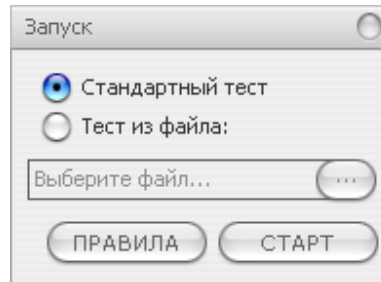 Запуск
Стандартный тест
Тест из файла:
Выберите файл...
...
ПРАВИЛА
СТАРТ